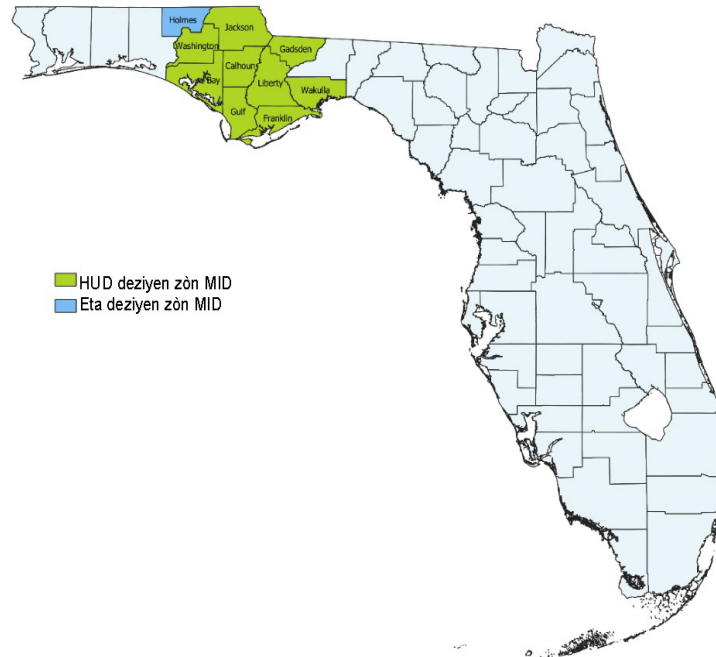 Holmes
Jackson
Washington
Gadsden
Calhoun
Bay
Liberty
Wakulla
Gulf
Franklin
HUD deziyen zòn MID
Eta deziyen zòn MID